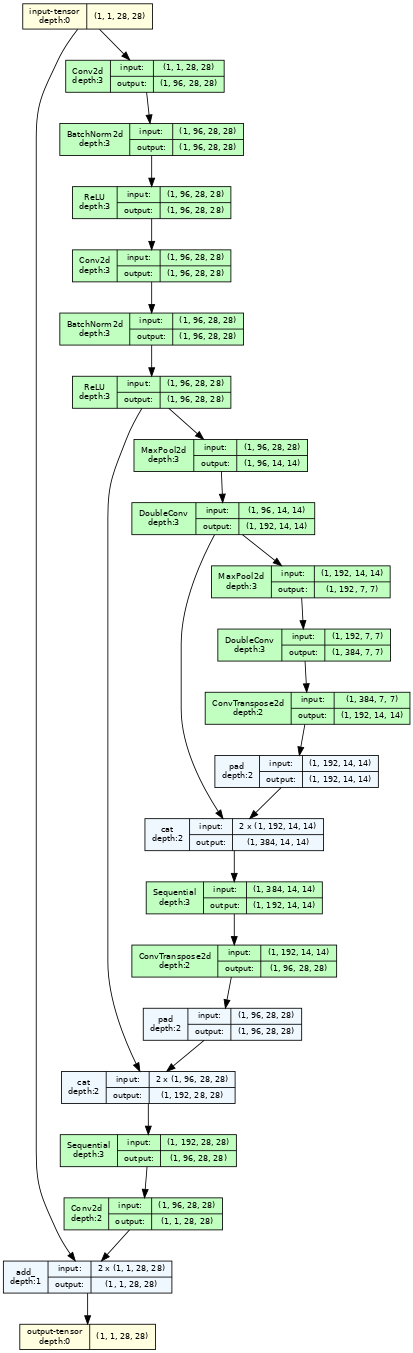 input-tensor
depth:0
(1, 1, 28, 28)
Conv2d
depth:3
input:
(1, 1, 28, 28)
output:
(1, 96, 28, 28)
BatchNorm2d
depth:3
input:
(1, 96, 28, 28)
output:
(1, 96, 28, 28)
ReLU
depth:3
input:
(1, 96, 28, 28)
output:
(1, 96, 28, 28)
Conv2d
depth:3
input:
(1, 96, 28, 28)
output:
(1, 96, 28, 28)
BatchNorm2d
depth:3
input:
(1, 96, 28, 28)
output:
(1, 96, 28, 28)
ReLU
depth:3
input:
(1, 96, 28, 28)
output:
(1, 96, 28, 28)
MaxPool2d
depth:3
input:
(1, 96, 28, 28)
output:
(1, 96, 14, 14)
DoubleConv
depth:3
input:
(1, 96, 14, 14)
output:
(1, 192, 14, 14)
MaxPool2d
depth:3
input:
(1, 192, 14, 14)
output:
(1, 192, 7, 7)
DoubleConv
depth:3
input:
(1, 192, 7, 7)
output:
(1, 384, 7, 7)
ConvTranspose2d
depth:2
input:
(1, 384, 7, 7)
output:
(1, 192, 14, 14)
pad
depth:2
input:
(1, 192, 14, 14)
output:
(1, 192, 14, 14)
cat
depth:2
input:
2 x (1, 192, 14, 14)
output:
(1, 384, 14, 14)
Sequential
depth:3
input:
(1, 384, 14, 14)
output:
(1, 192, 14, 14)
ConvTranspose2d
depth:2
input:
(1, 192, 14, 14)
output:
(1, 96, 28, 28)
pad
depth:2
input:
(1, 96, 28, 28)
output:
(1, 96, 28, 28)
cat
depth:2
input:
2 x (1, 96, 28, 28)
output:
(1, 192, 28, 28)
Sequential
depth:3
input:
(1, 192, 28, 28)
output:
(1, 96, 28, 28)
Conv2d
depth:2
input:
(1, 96, 28, 28)
output:
(1, 1, 28, 28)
add_
depth:1
input:
2 x (1, 1, 28, 28)
output:
(1, 1, 28, 28)
output-tensor
depth:0
(1, 1, 28, 28)